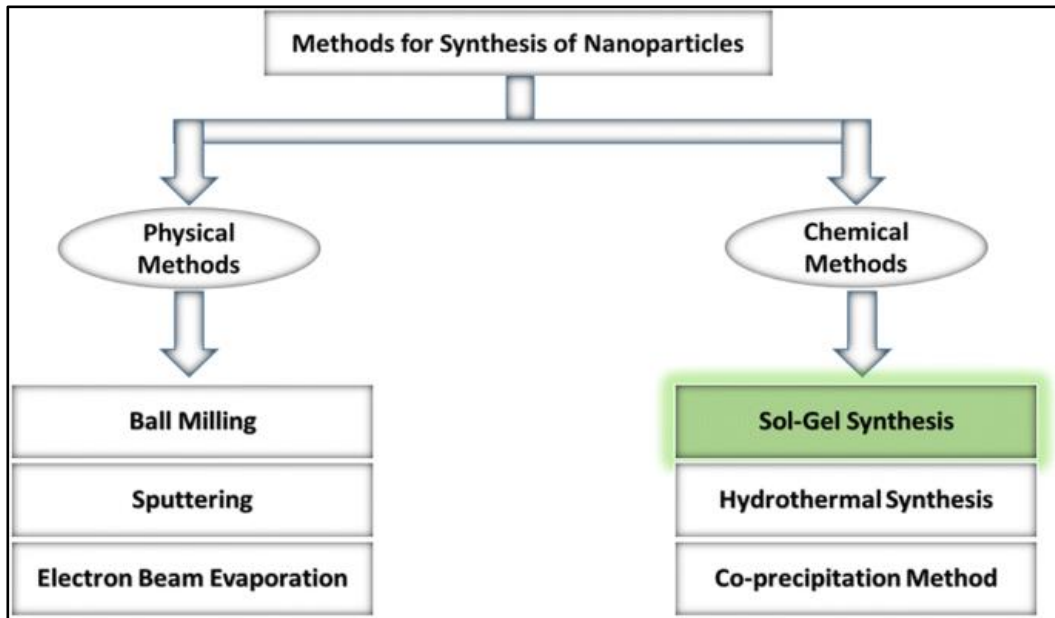 Methods for Synthesis of Nanoparticles
Physical
Methods
Chemical
Methods
Ball Milling
Sputtering
Electron Beam Evaporation
Sol-Gel Synthesis
Hydrothermal Synthesis
Co-precipitation Method